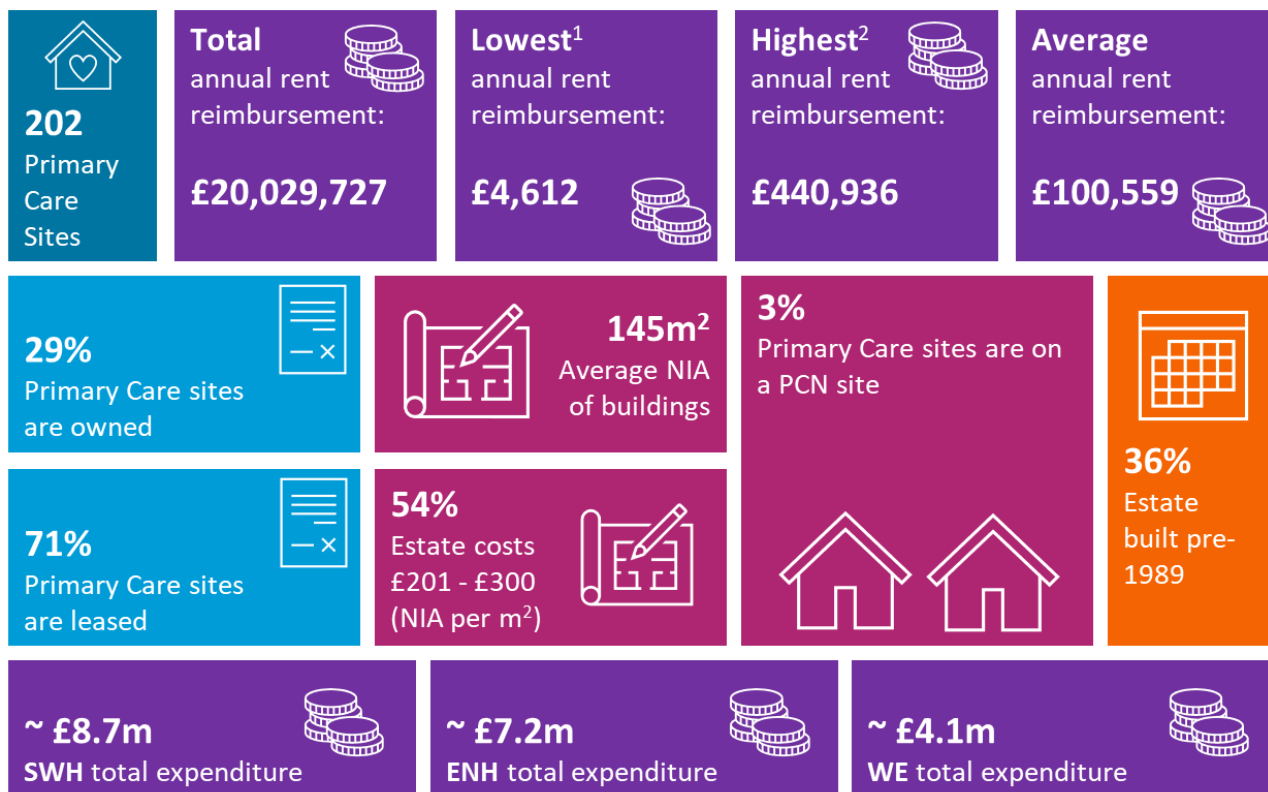 202
Primary
Care
Sites
Total
annual rent
reimbursement:
£20,029,727
Lowest¹
annual rent
reimbursement:
£4,612
Highest²
annual rent
reimbursement:
£440,936
Average
annual rent
reimbursement:
£100,559
29%
Primary Care sites
are owned
145m²
Average NIA
of buildings
3%
Primary Care sites are on
a PCN site
36%
Estate
built pre-
1989
71%
Primary Care sites
are leased
54%
Estate costs
£201 - £300
(NIA per m²)
~ £8.7m
SWH total expenditure
~ £7.2m
ENH total expenditure
~ £4.1m
WE total expenditure